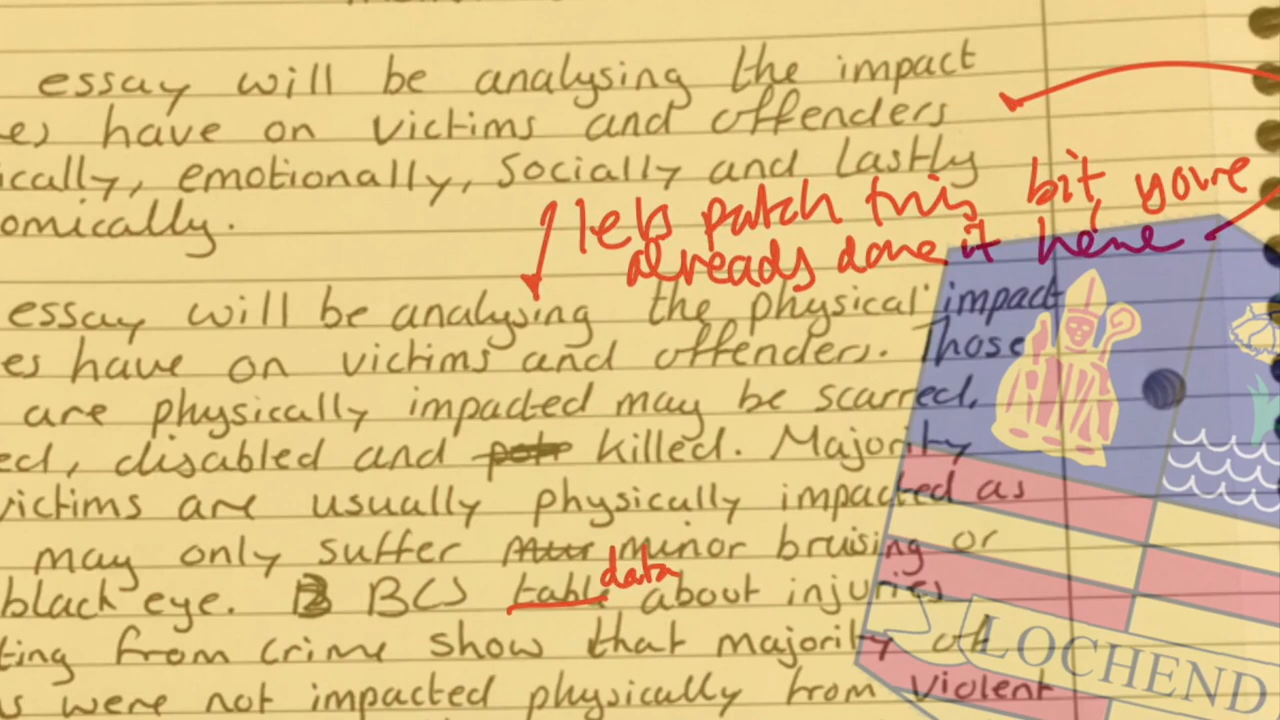 essay will be analysing the impact
es) have on victims and offenders
ically, emotionally, socially and lastly
omically.
lets patch this bit, youve
already done it here
essay will be analysing the physical impact
es have on victims and offenders. Those
are physically impacted may be scarred,
ed, disabled and killed. Majority
victims are usually physically impacted as
may only suffer minor bruising or
data
black eye. BCS table about injuries
ting from crime show that majority of
s were not impacted physically from violent
LOCHEND